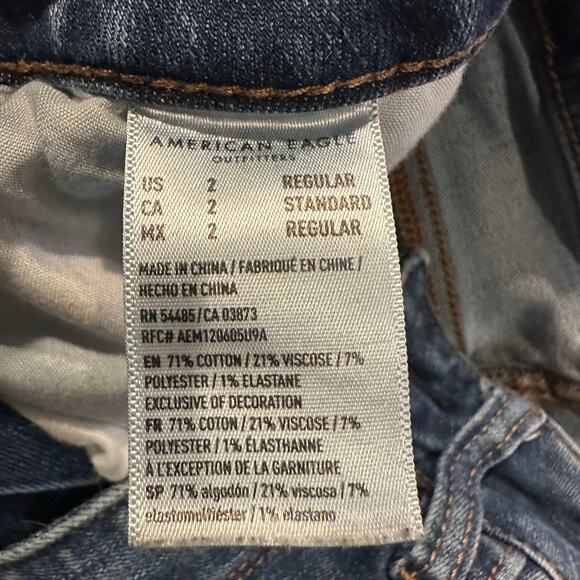 AMERICAN EAGLE
OUTFITTERS
US 2 REGULAR
CA 2 STANDARD
MX 2 REGULAR
MADE IN CHINA / FABRIQUÉ EN CHINE /
HECHO EN CHINA
RN 54485 / CA 03873
RFC# AEM120605U9A
EN 71% COTTON / 21% VISCOSE / 7%
POLYESTER / 1% ELASTANE
EXCLUSIVE OF DECORATION
FR 71% COTON / 21% VISCOSE / 7%
POLYESTER / 1% ÉLASTHANNE
À L'EXCEPTION DE LA GARNITURE
SP 71% algodón / 21% viscosa / 7%
elastomultiéster / 1% elastano